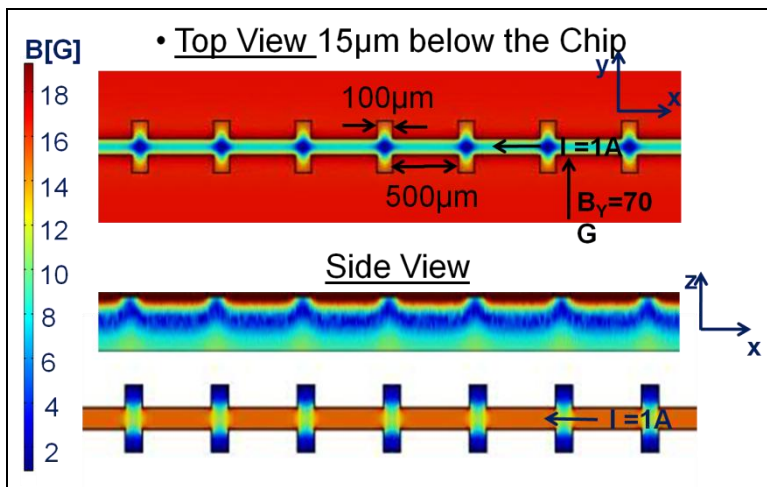 • Top View 15μm below the Chip
B[G]
18
16
14
12
10
8
6
4
2
y
x
100μm
I =1A
500μm
B_Y=70
G
Side View
z
x
I =1A